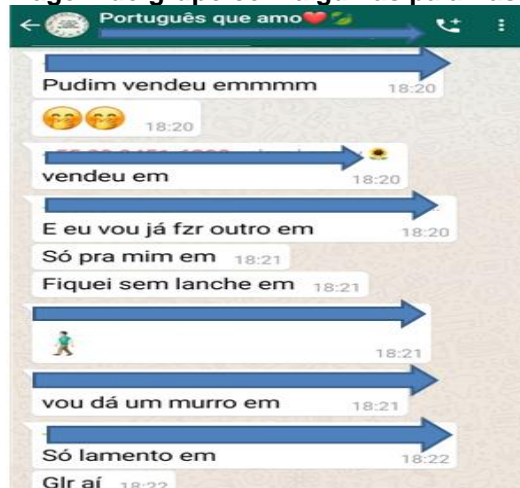 Português que amo❤️🌿
Pudim vendeu emmmm 18:20
🤭🤭 18:20
🌻
vendeu em 18:20
E eu vou já fzr outro em 18:20
Só pra mim em 18:21
Fiquei sem lanche em 18:21
🚶‍♂️ 18:21
vou dá um murro em 18:21
Só lamento em 18:22
Glr aí 18:22